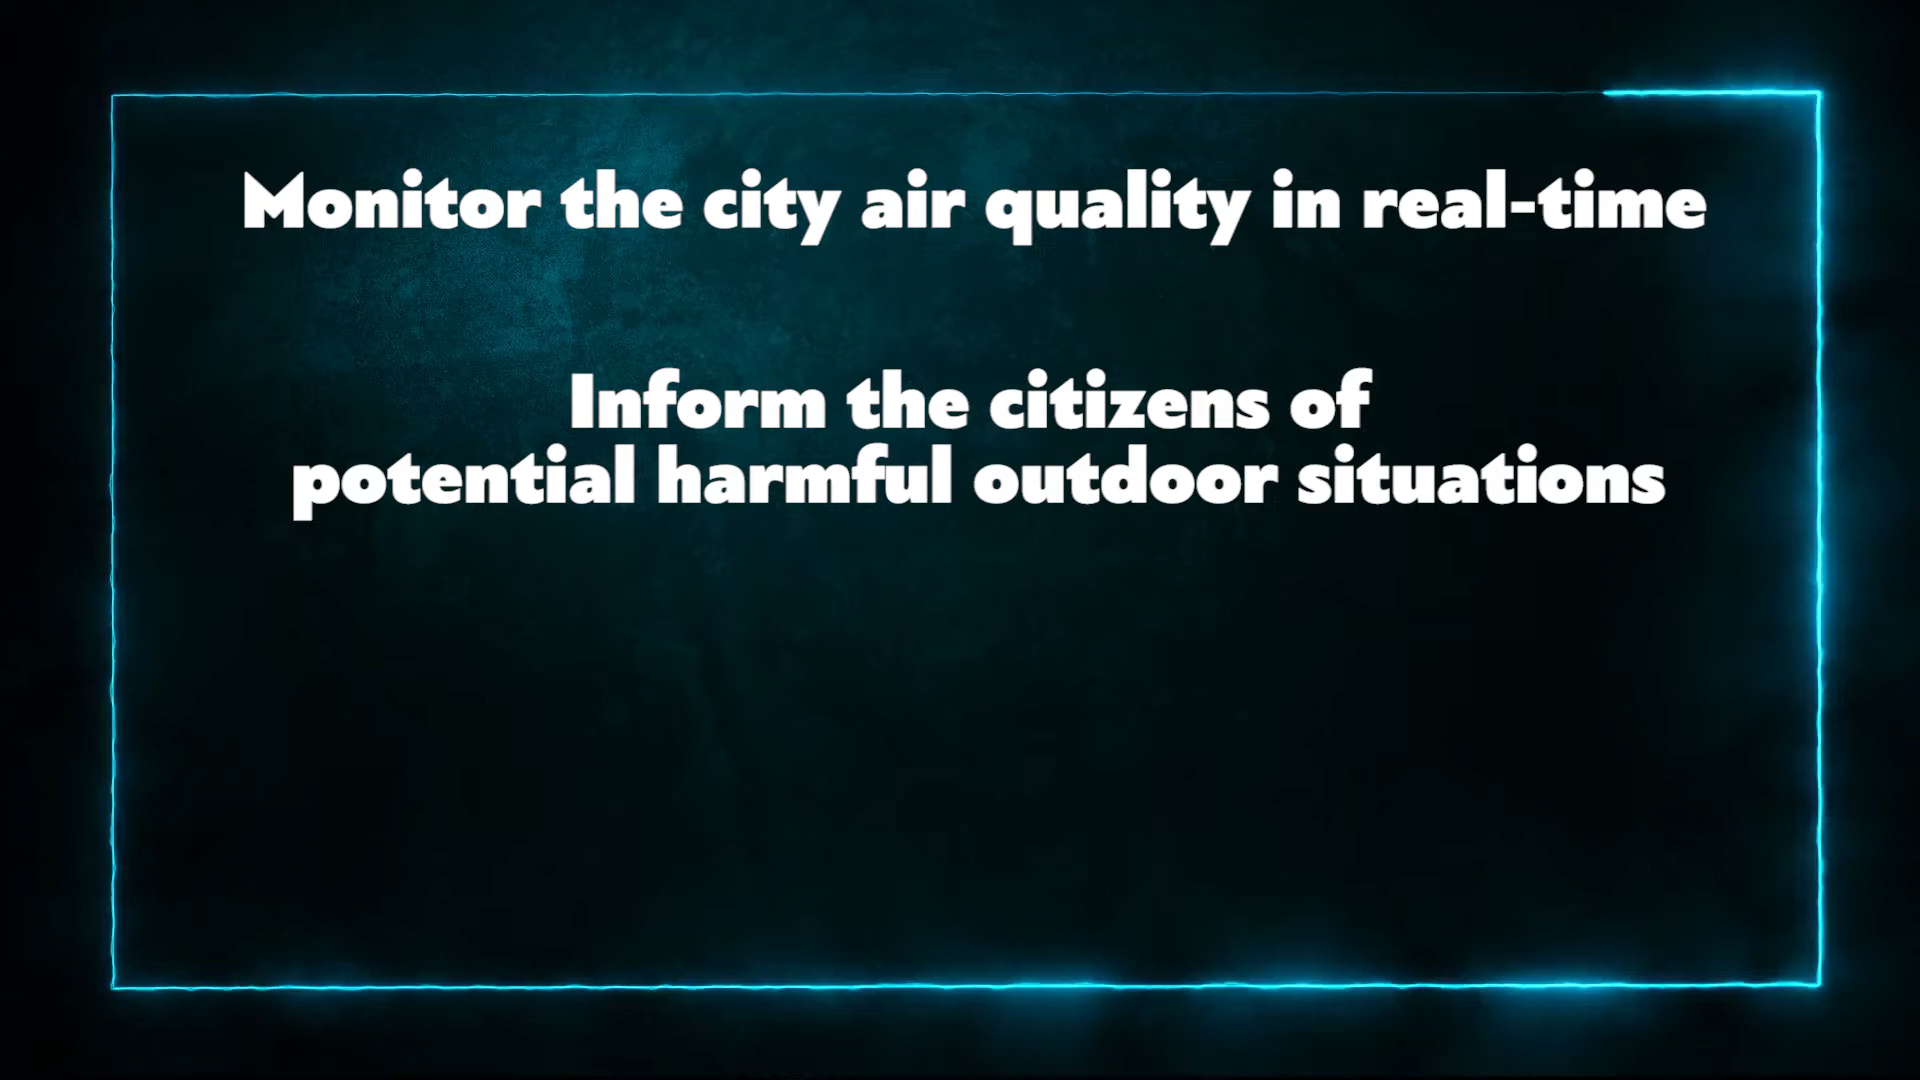 Monitor the city air quality in real-time
Inform the citizens of
potential harmful outdoor situations